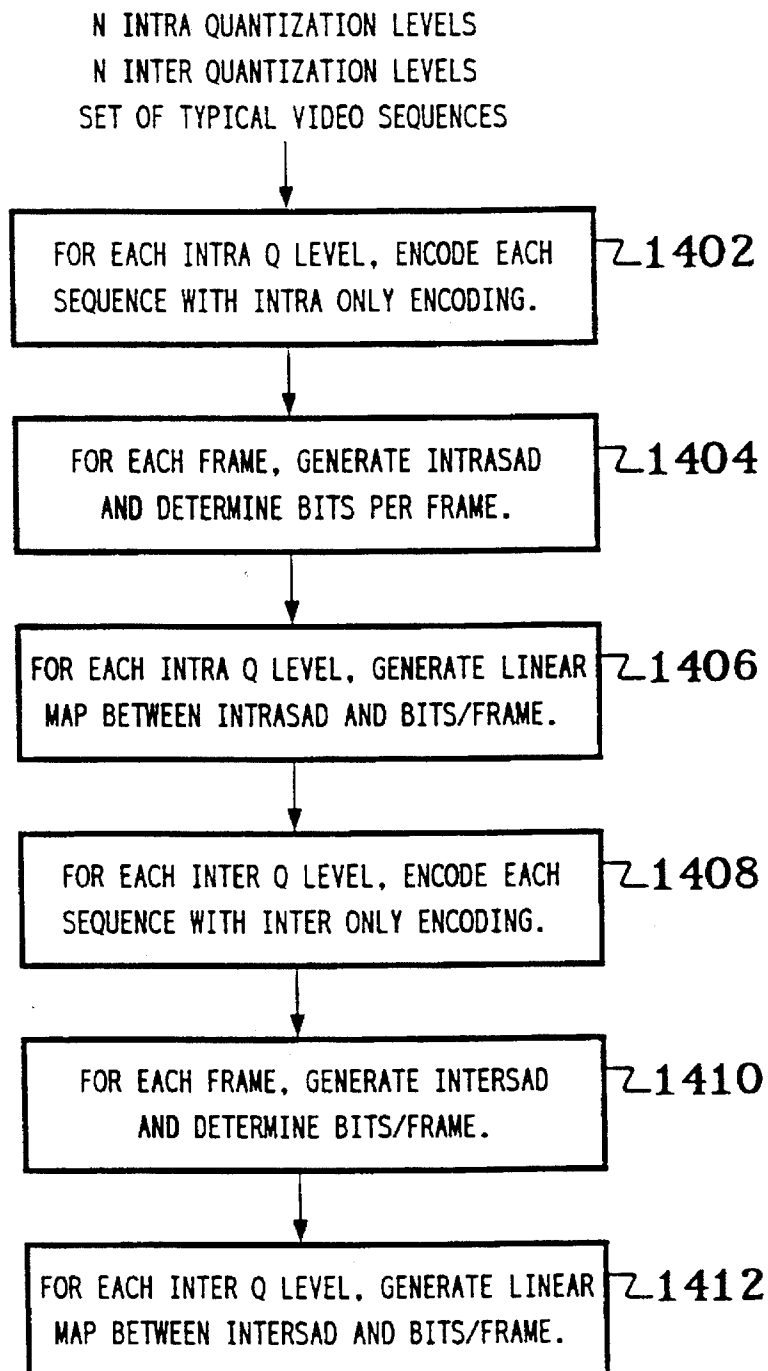 N INTRA QUANTIZATION LEVELS
N INTER QUANTIZATION LEVELS
SET OF TYPICAL VIDEO SEQUENCES
FOR EACH INTRA Q LEVEL, ENCODE EACH
SEQUENCE WITH INTRA ONLY ENCODING.
1402
FOR EACH FRAME, GENERATE INTRASAD
AND DETERMINE BITS PER FRAME.
1404
FOR EACH INTRA Q LEVEL, GENERATE LINEAR
MAP BETWEEN INTRASAD AND BITS/FRAME.
1406
FOR EACH INTER Q LEVEL, ENCODE EACH
SEQUENCE WITH INTER ONLY ENCODING.
1408
FOR EACH FRAME, GENERATE INTERSAD
AND DETERMINE BITS/FRAME.
1410
FOR EACH INTER Q LEVEL, GENERATE LINEAR
MAP BETWEEN INTERSAD AND BITS/FRAME.
1412